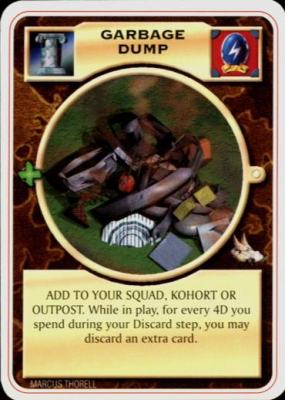 GARBAGE
DUMP
ADD TO YOUR SQUAD, KOHORT OR
OUTPOST. While in play, for every 4D you
spend during your Discard step, you may
discard an extra card.
MARCUS THORELL